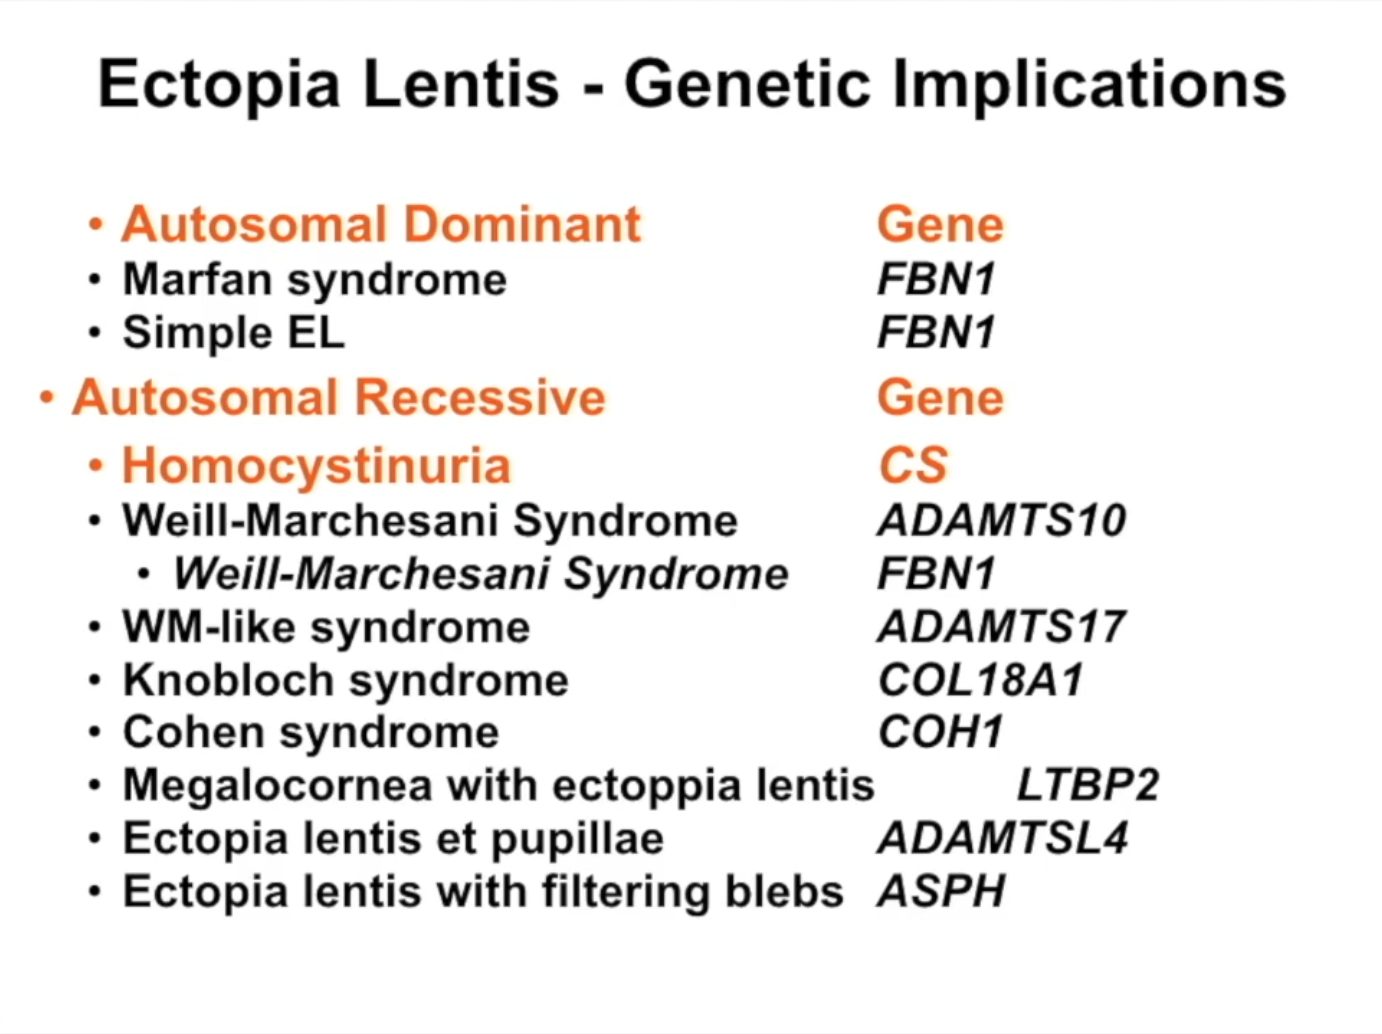 Ectopia Lentis - Genetic Implications
• Autosomal Dominant Gene
• Marfan syndrome FBN1
• Simple EL FBN1
• Autosomal Recessive Gene
• Homocystinuria CS
• Weill-Marchesani Syndrome ADAMTS10
• Weill-Marchesani Syndrome FBN1
• WM-like syndrome ADAMTS17
• Knobloch syndrome COL18A1
• Cohen syndrome COH1
• Megalocornea with ectoppia lentis LTBP2
• Ectopia lentis et pupillae ADAMTSL4
• Ectopia lentis with filtering blebs ASPH